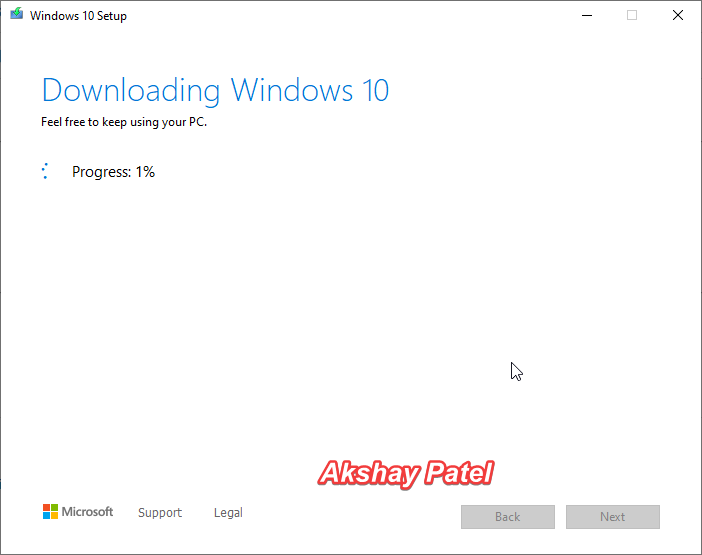 Windows 10 Setup
Downloading Windows 10
Feel free to keep using your PC.
Progress: 1%
Akshay Patel
Microsoft Support Legal Back Next